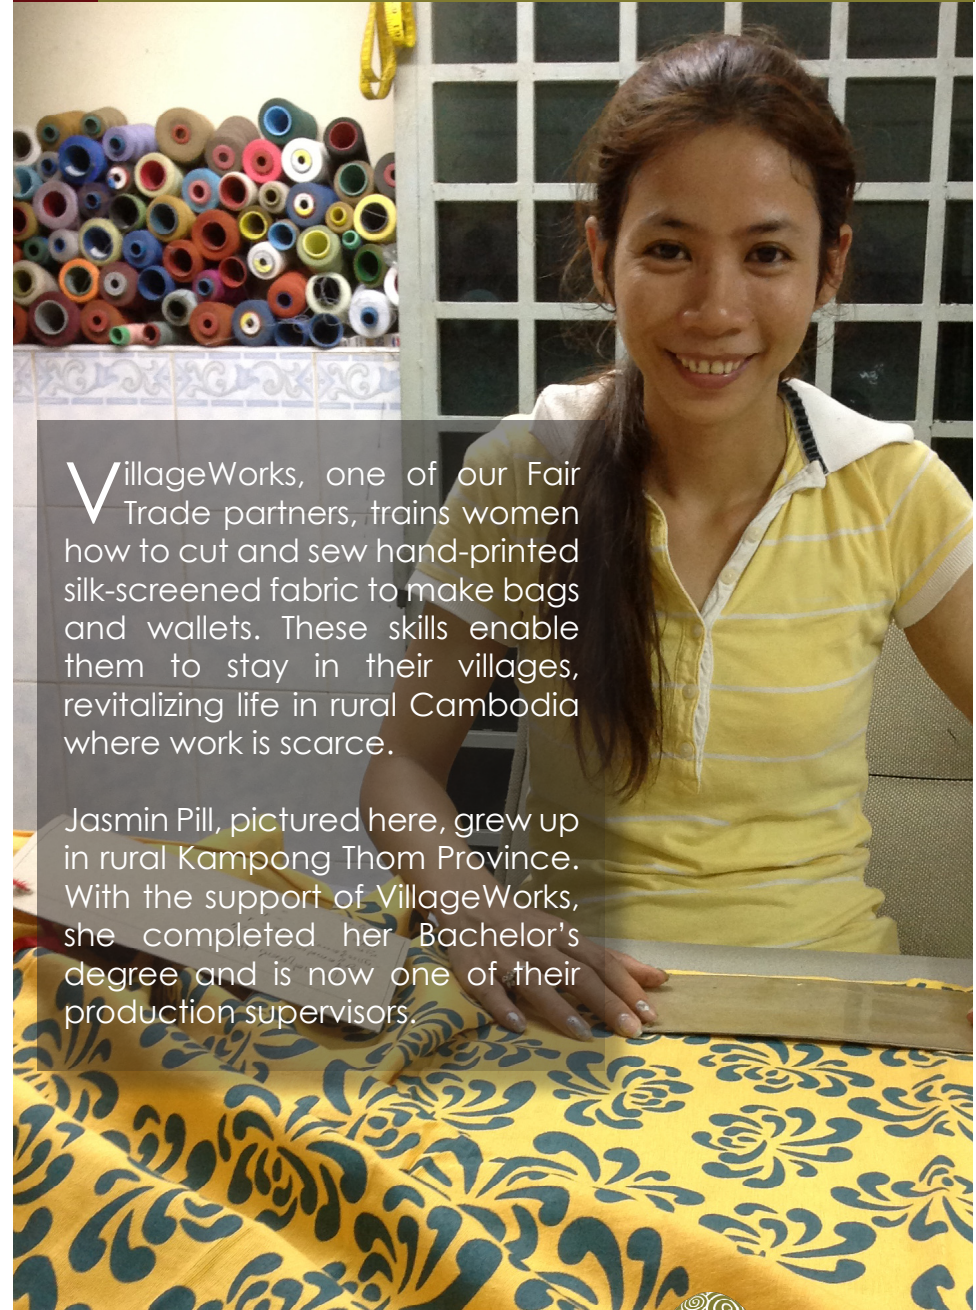 VillageWorks, one of our Fair
Trade partners, trains women
how to cut and sew hand-printed
silk-screened fabric to make bags
and wallets. These skills enable
them to stay in their villages,
revitalizing life in rural Cambodia
where work is scarce.
Jasmin Pill, pictured here, grew up
in rural Kampong Thom Province.
With the support of VillageWorks,
she completed her Bachelor’s
degree and is now one of their
production supervisors.